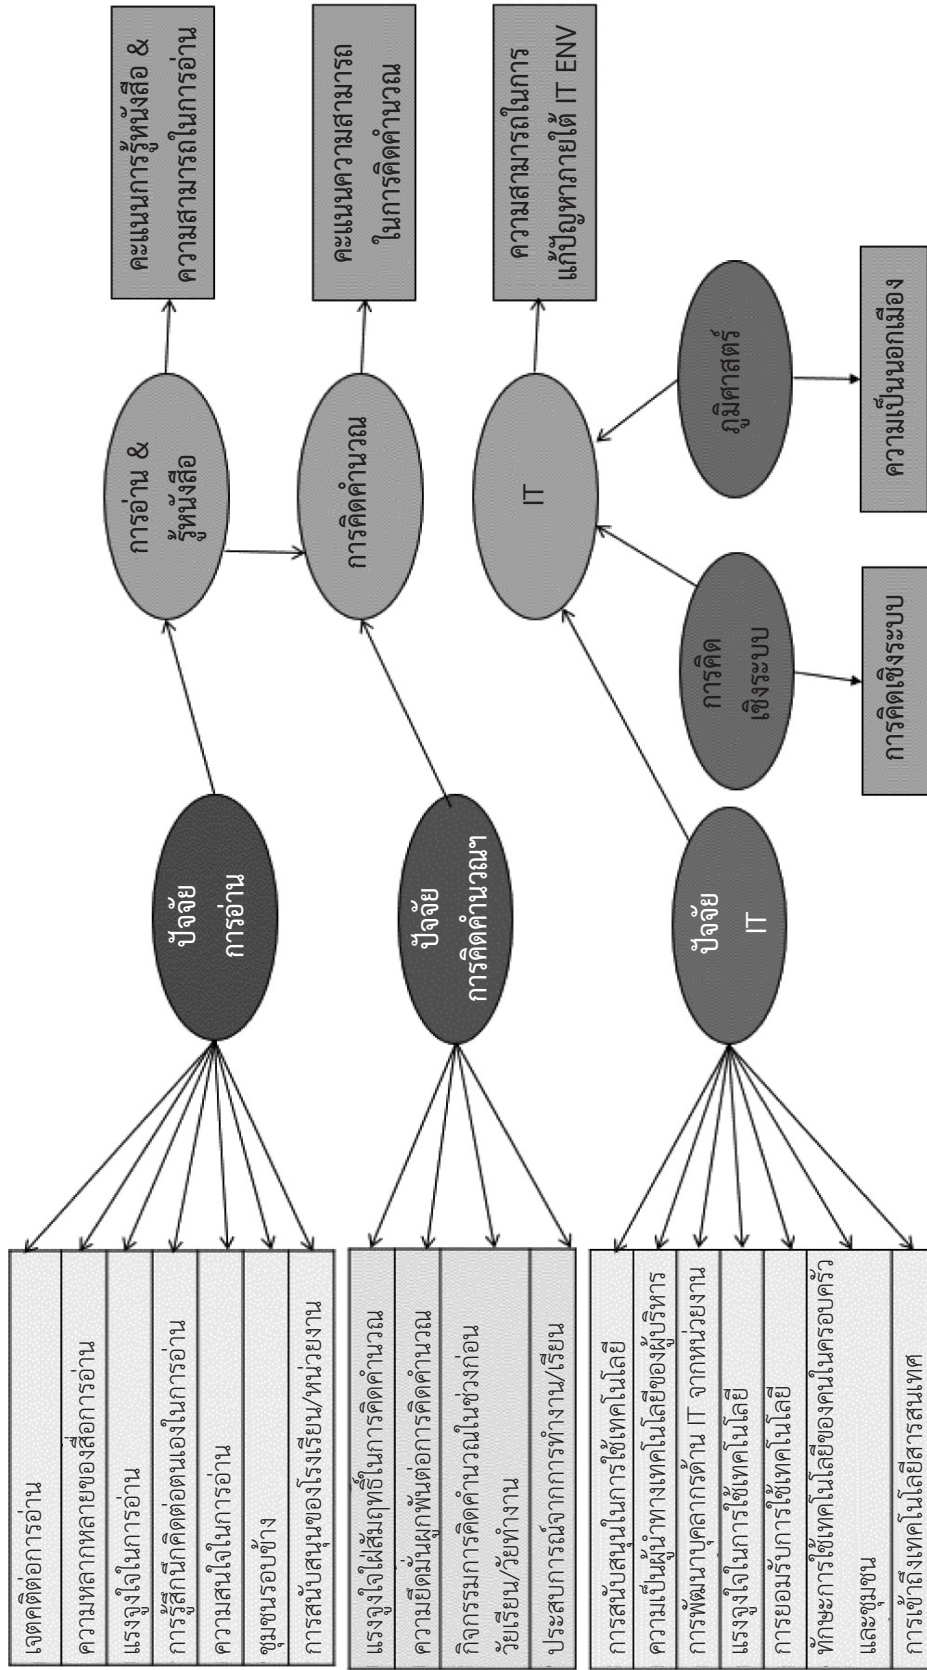 เจตคติต่อการอ่าน
ความหลากหลายของสื่อการอ่าน
แรงจูงใจในการอ่าน
การรู้สึกนึกคิดต่อตนเองในการอ่าน
ความสนใจในการอ่าน
ชุมชนรอบข้าง
การสนับสนุนของโรงเรียน/หน่วยงาน
แรงจูงใจใฝ่สัมฤทธิ์ในการคิดคำนวณ
ความยึดมั่นผูกพันต่อการคิดคำนวณ
กิจกรรมการคิดคำนวณในช่วงก่อน
วัยเรียน/วัยทำงาน
ประสบการณ์จากการทำงาน/เรียน
การสนับสนุนในการใช้เทคโนโลยี
ความเป็นผู้นำทางเทคโนโลยีของผู้บริหาร
การพัฒนาบุคลากรด้าน IT จากหน่วยงาน
แรงจูงใจในการใช้เทคโนโลยี
การยอมรับการใช้เทคโนโลยี
ทักษะการใช้เทคโนโลยีของคนในครอบครัว
และชุมชน
การเข้าถึงเทคโนโลยีสารสนเทศ
ปัจจัย
การอ่าน
ปัจจัย
การคิดคำนวณฯ
ปัจจัย
IT
การอ่าน &
รู้หนังสือ
การคิดคำนวณ
IT
การคิด
เชิงระบบ
ภูมิศาสตร์
คะแนนการรู้หนังสือ &
ความสามารถในการอ่าน
คะแนนความสามารถ
ในการคิดคำนวณ
ความสามารถในการ
แก้ปัญหาภายใต้ IT ENV
การคิดเชิงระบบ
ความเป็นนอกเมือง